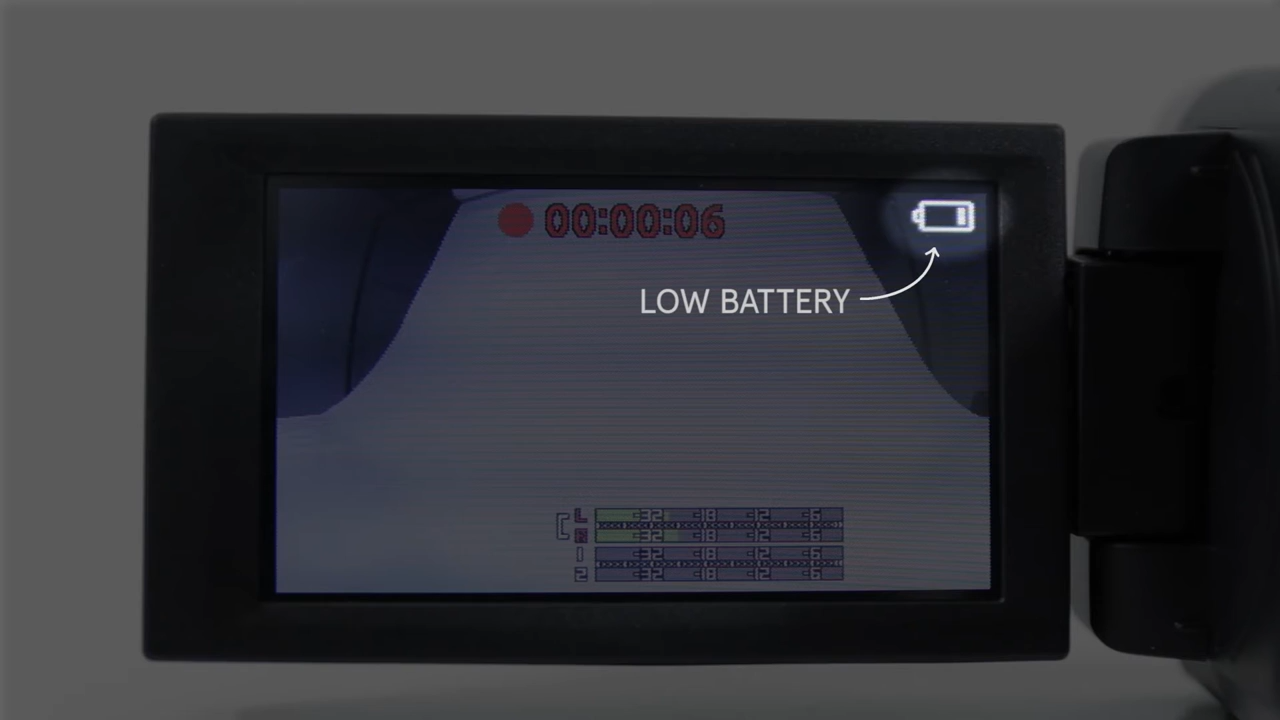 00:00:06
LOW BATTERY
L -32 -18 -12 -6
R -32 -18 -12 -6
1 -32 -18 -12 -6
2 -32 -18 -12 -6